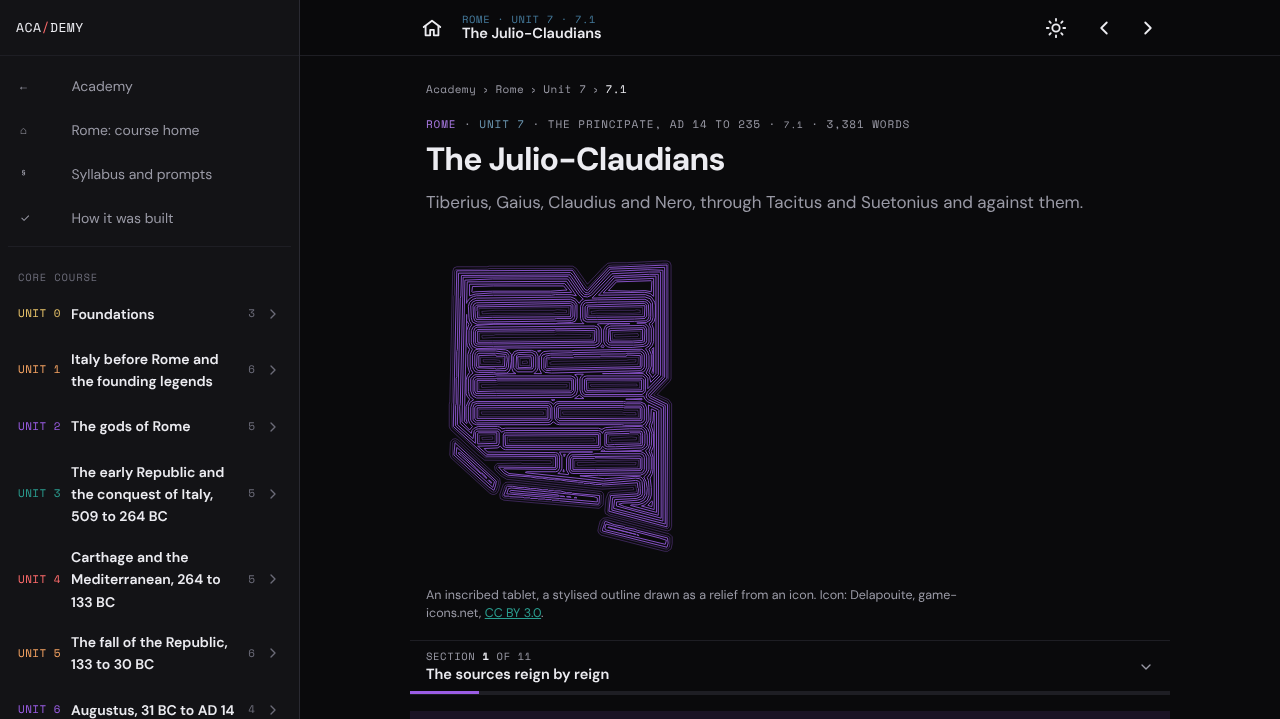 ACA/DEMY
← Academy
⌂ Rome: course home
§ Syllabus and prompts
✓ How it was built
CORE COURSE
UNIT 0 Foundations 3
UNIT 1 Italy before Rome and
the founding legends 6
UNIT 2 The gods of Rome 5
UNIT 3 The early Republic and
the conquest of Italy,
509 to 264 BC 5
UNIT 4 Carthage and the
Mediterranean, 264 to
133 BC 5
UNIT 5 The fall of the Republic,
133 to 30 BC 6
UNIT 6 Augustus, 31 BC to AD 14 4
ROME · UNIT 7 · 7.1
The Julio-Claudians
Academy › Rome › Unit 7 › 7.1
ROME · UNIT 7 · THE PRINCIPATE, AD 14 TO 235 · 7.1 · 3,381 WORDS
The Julio-Claudians
Tiberius, Gaius, Claudius and Nero, through Tacitus and Suetonius and against them.
An inscribed tablet, a stylised outline drawn as a relief from an icon. Icon: Delapouite, game-
icons.net, CC BY 3.0.
SECTION 1 OF 11
The sources reign by reign